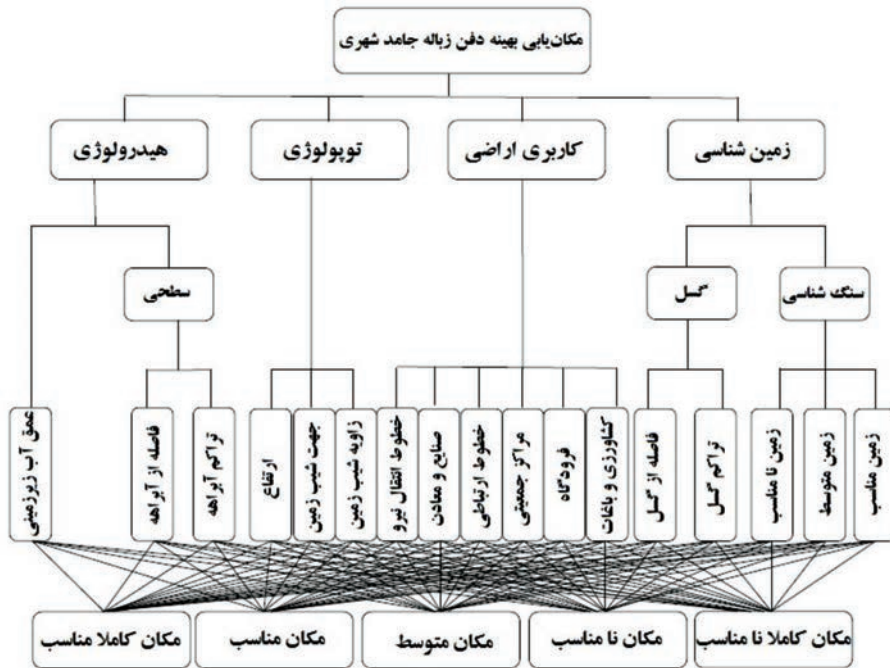 مکان‌یابی بهینه دفن زباله جامد شهری
زمین شناسی
کاربری اراضی
توپولوژی
هیدرولوژی
سنگ شناسی
گسل
سطحی
زمین مناسب
زمین متوسط
زمین نا مناسب
تراکم گسل
فاصله از گسل
کشاورزی و باغات
فرودگاه
مراکز جمعیتی
خطوط ارتباطی
صنایع و معادن
خطوط انتقال نیرو
زاویه شیب زمین
جهت شیب زمین
ارتفاع
تراکم آبراهه
فاصله از آبراهه
عمق آب زیرزمینی
مکان کاملا نا مناسب
مکان نا مناسب
مکان متوسط
مکان مناسب
مکان کاملا مناسب